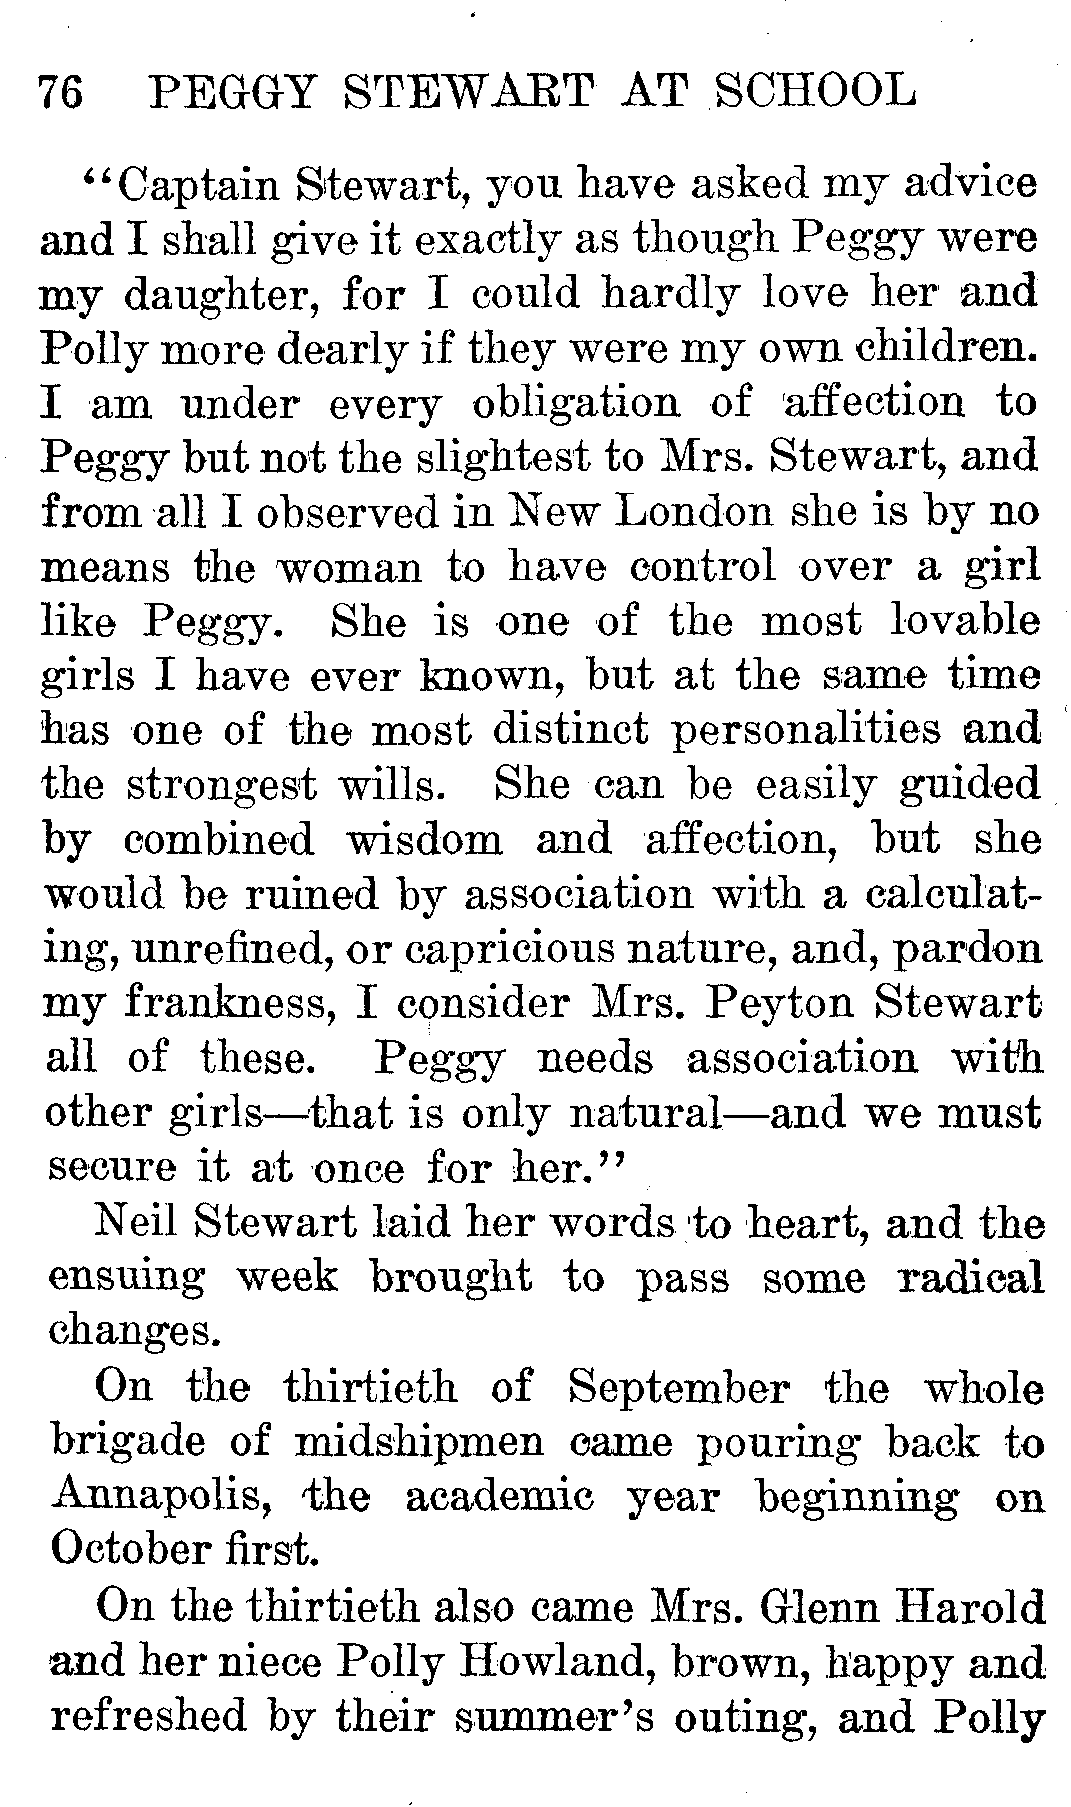 76 PEGGY STEWART AT SCHOOL
“Captain Stewart, you have asked my advice
and I shall give it exactly as though Peggy were
my daughter, for I could hardly love her and
Polly more dearly if they were my own children.
I am under every obligation of affection to
Peggy but not the slightest to Mrs. Stewart, and
from all I observed in New London she is by no
means the woman to have control over a girl
like Peggy. She is one of the most lovable
girls I have ever known, but at the same time
has one of the most distinct personalities and
the strongest wills. She can be easily guided
by combined wisdom and affection, but she
would be ruined by association with a calculat-
ing, unrefined, or capricious nature, and, pardon
my frankness, I consider Mrs. Peyton Stewart
all of these. Peggy needs association with
other girls—that is only natural—and we must
secure it at once for her.”
Neil Stewart laid her words to heart, and the
ensuing week brought to pass some radical
changes.
On the thirtieth of September the whole
brigade of midshipmen came pouring back to
Annapolis, the academic year beginning on
October first.
On the thirtieth also came Mrs. Glenn Harold
and her niece Polly Howland, brown, happy and
refreshed by their summer’s outing, and Polly